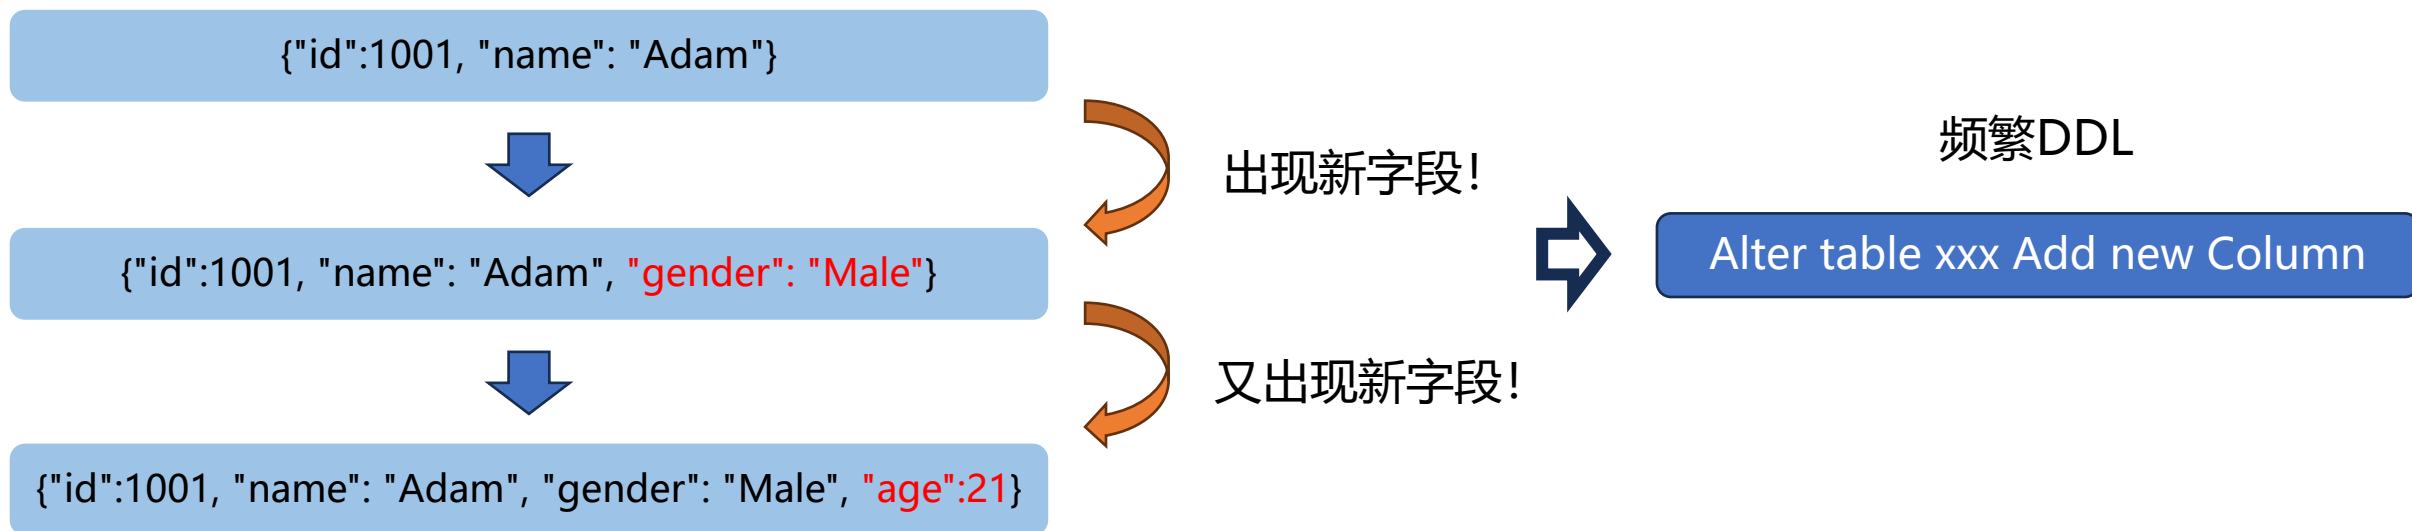 {"id":1001, "name": "Adam"}
出现新字段！
频繁DDL
Alter table xxx Add new Column
{"id":1001, "name": "Adam", "gender": "Male"}
又出现新字段！
{"id":1001, "name": "Adam", "gender": "Male", "age":21}